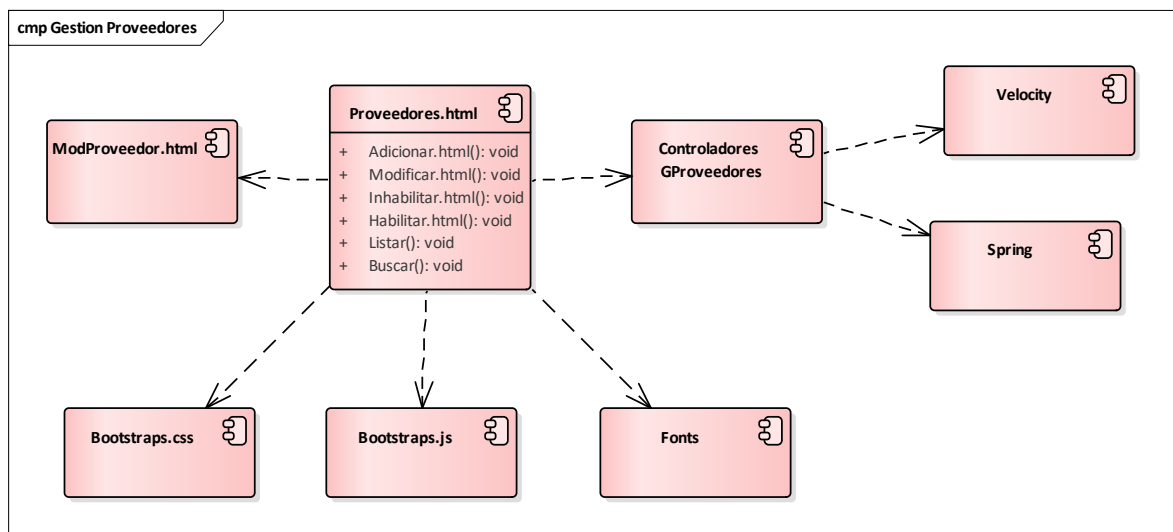 cmp Gestion Proveedores
Velocity
Proveedores.html
ModProveedor.html
Controladores
GProveedores
+ Adicionar.html(): void
+ Modificar.html(): void
+ Inhabilitar.html(): void
+ Habilitar.html(): void
+ Listar(): void
+ Buscar(): void
Spring
Bootstraps.css
Bootstraps.js
Fonts